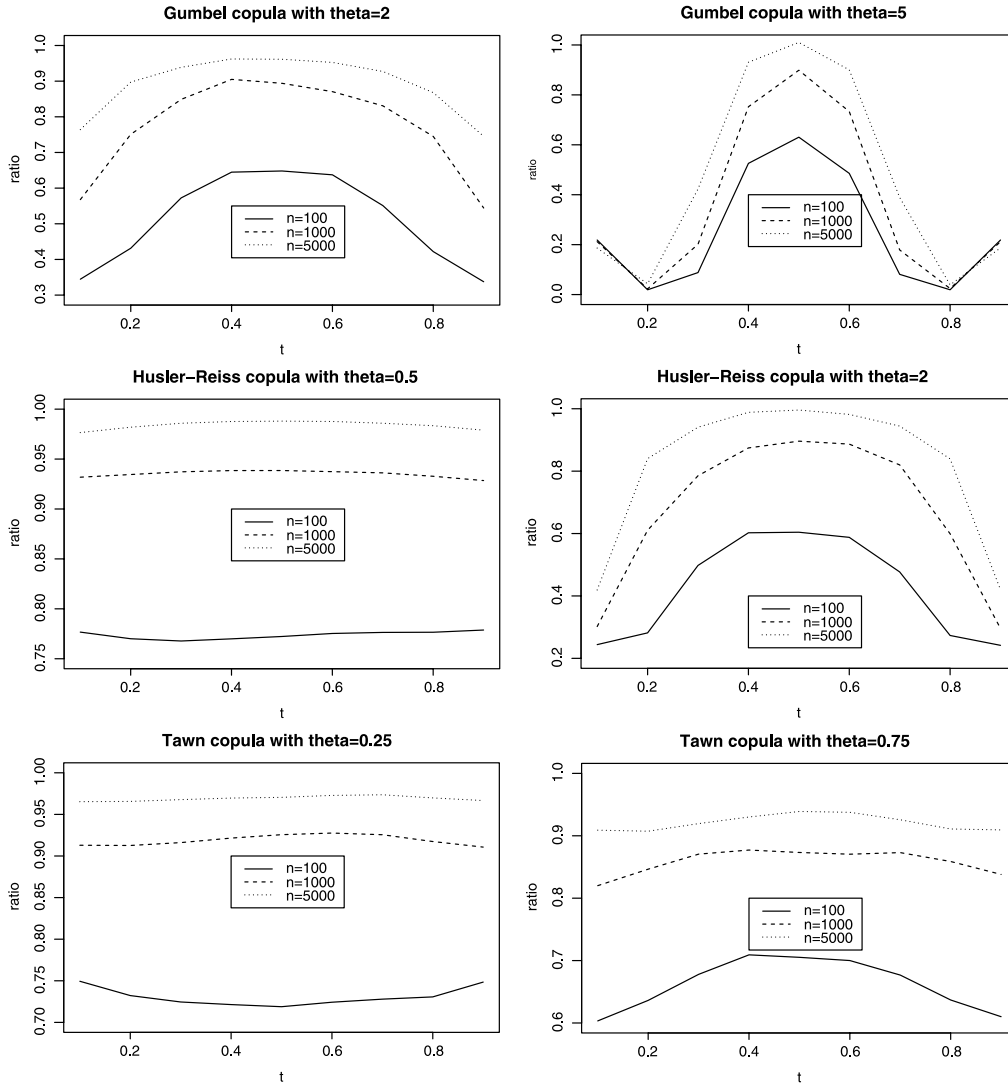 Gumbel copula with theta=2
1.0
0.9
0.8
0.7
0.6
0.5
0.4
0.3
ratio
n=100
n=1000
n=5000
0.2 0.4 0.6 0.8
t
Gumbel copula with theta=5
1.0
0.8
0.6
0.4
0.2
0.0
ratio
n=100
n=1000
n=5000
0.2 0.4 0.6 0.8
t
Husler-Reiss copula with theta=0.5
1.00
0.95
0.90
0.85
0.80
0.75
ratio
n=100
n=1000
n=5000
0.2 0.4 0.6 0.8
t
Husler-Reiss copula with theta=2
1.0
0.8
0.6
0.4
0.2
ratio
n=100
n=1000
n=5000
0.2 0.4 0.6 0.8
t
Tawn copula with theta=0.25
1.00
0.95
0.90
0.85
0.80
0.75
0.70
ratio
n=100
n=1000
n=5000
0.2 0.4 0.6 0.8
t
Tawn copula with theta=0.75
1.0
0.9
0.8
0.7
0.6
ratio
n=100
n=1000
n=5000
0.2 0.4 0.6 0.8
t